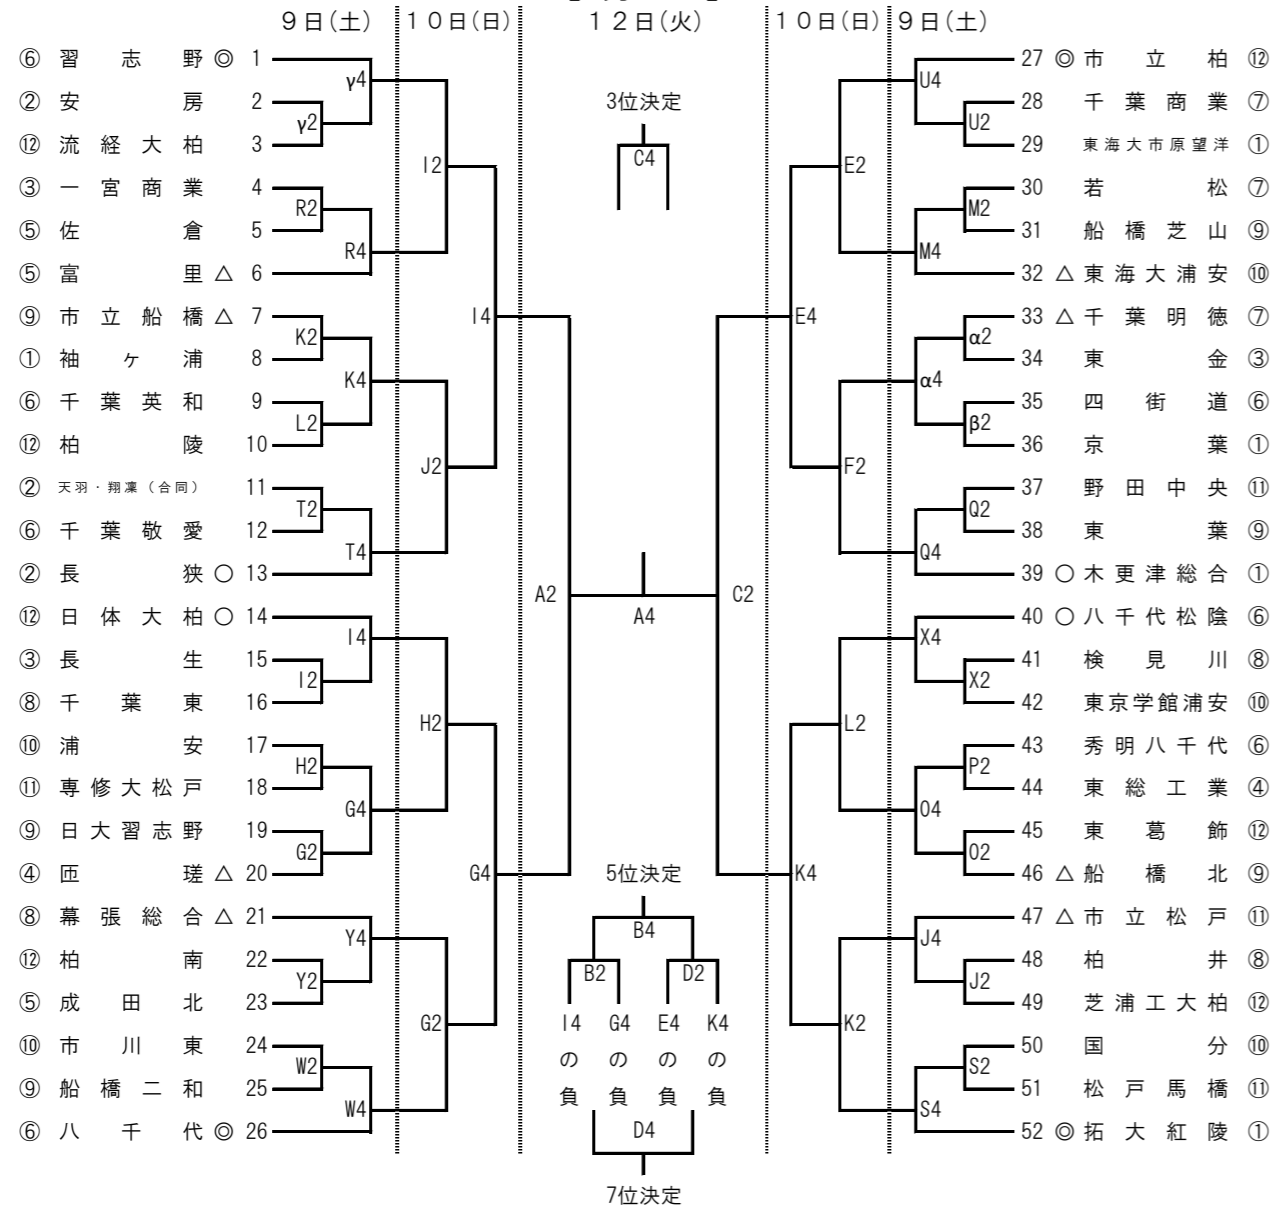 9日(土) 10日(日) 12日(火) 10日(日) 9日(土)
⑥ 習志野 ◎ 1
γ4
② 安房 2
γ2
⑫ 流経大柏 3
I2
③ 一宮商業 4
R2
⑤ 佐倉 5
R4
⑤ 富里 △ 6
I4
⑨ 市立船橋 △ 7
K2
① 袖ヶ浦 8
K4
⑥ 千葉英和 9
L2
⑫ 柏陵 10
J2
② 天羽・翔凜(合同) 11
T2
⑥ 千葉敬愛 12
T4
② 長狭 ○ 13
A2
⑫ 日体大柏 ○ 14
I4
③ 長生 15
I2
⑧ 千葉東 16
H2
⑩ 浦安 17
H2
⑪ 専修大松戸 18
G4
⑨ 日大習志野 19
G2
④ 匝瑳 △ 20
G4
⑧ 幕張総合 △ 21
Y4
⑫ 柏南 22
Y2
⑤ 成田北 23
G2
⑩ 市川東 24
W2
⑨ 船橋二和 25
W4
⑥ 八千代 ◎ 26
3位決定
C4
A4
5位決定
B4
B2 D2
I4の負 G4の負 E4の負 K4の負
D4
7位決定
27 ◎ 市立柏 ⑫
U4
28 千葉商業 ⑦
U2
29 東海大市原望洋 ①
E2
30 若松 ⑦
M2
31 船橋芝山 ⑨
M4
32 △ 東海大浦安 ⑩
E4
33 △ 千葉明徳 ⑦
α2
34 東金 ③
α4
35 四街道 ⑥
β2
36 京葉 ①
F2
37 野田中央 ⑪
Q2
38 東葉 ⑨
Q4
39 ○ 木更津総合 ①
C2
40 ○ 八千代松陰 ⑥
X4
41 検見川 ⑧
X2
42 東京学館浦安 ⑩
L2
43 秀明八千代 ⑥
P2
44 東総工業 ④
O4
45 東葛飾 ⑫
O2
46 △ 船橋北 ⑨
K4
47 △ 市立松戸 ⑪
J4
48 柏井 ⑧
J2
49 芝浦工大柏 ⑫
K2
50 国分 ⑩
S2
51 松戸馬橋 ⑪
S4
52 ◎ 拓大紅陵 ①